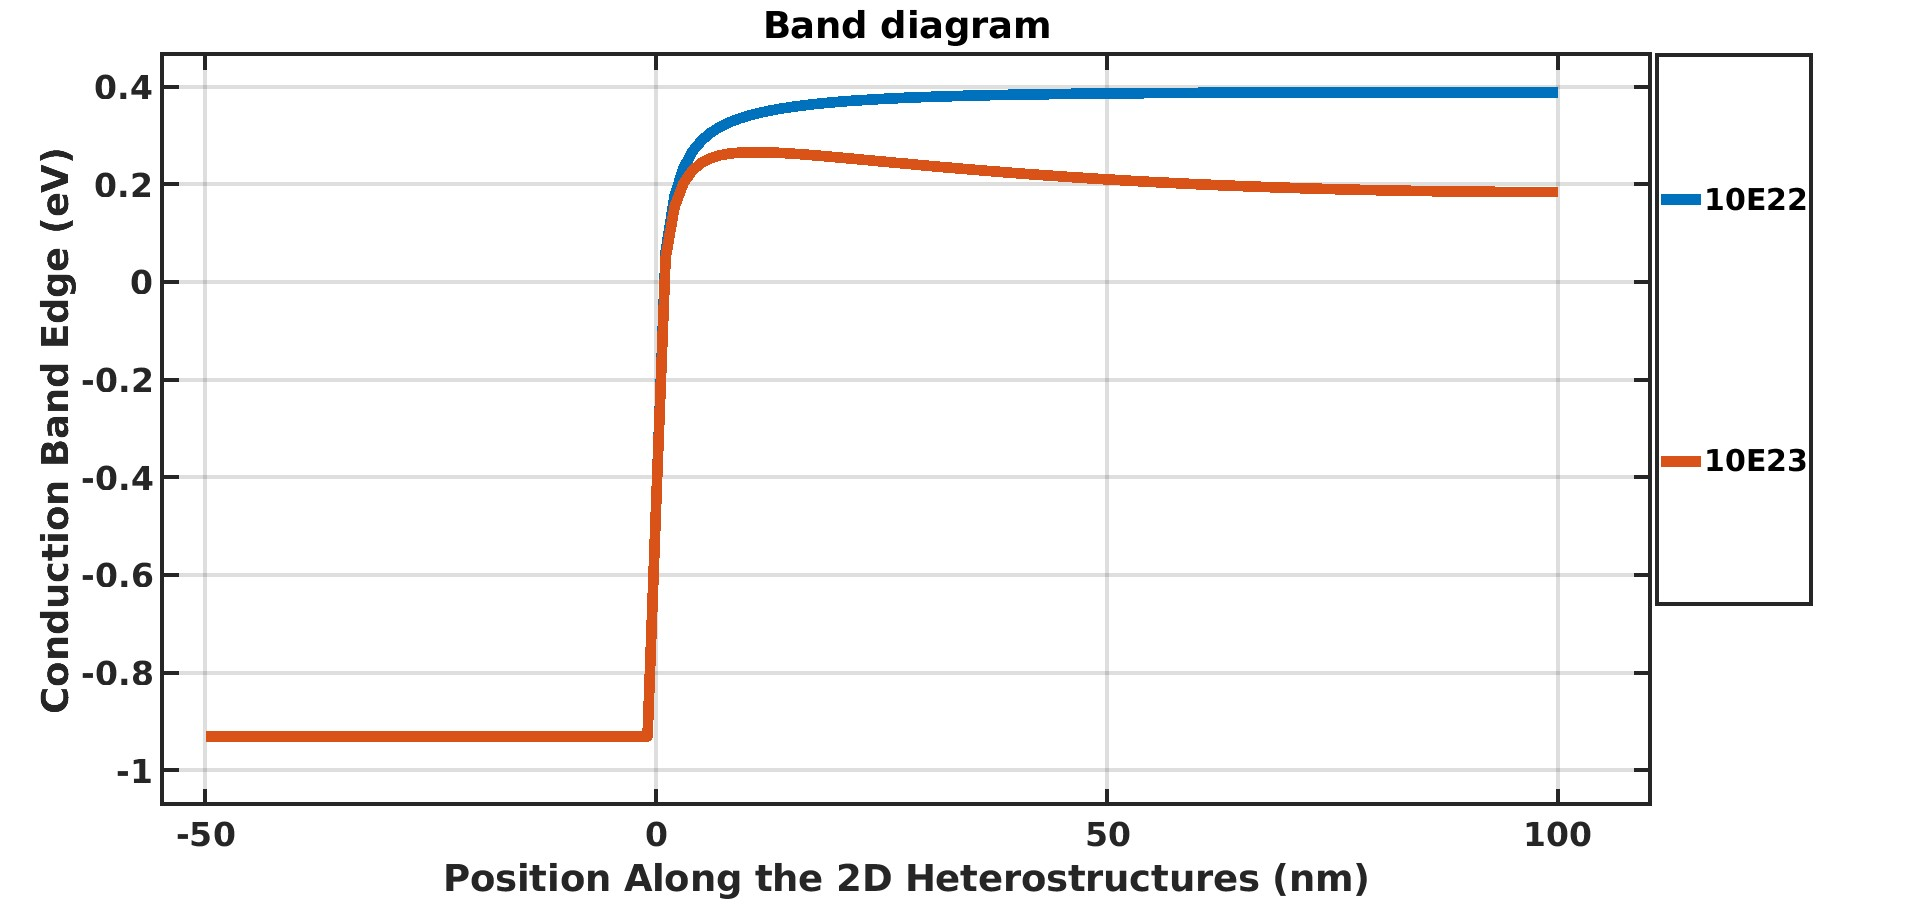 Band diagram
Conduction Band Edge (eV)
0.4
0.2
0
-0.2
-0.4
-0.6
-0.8
-1
-50
0
50
100
Position Along the 2D Heterostructures (nm)
10E22
10E23